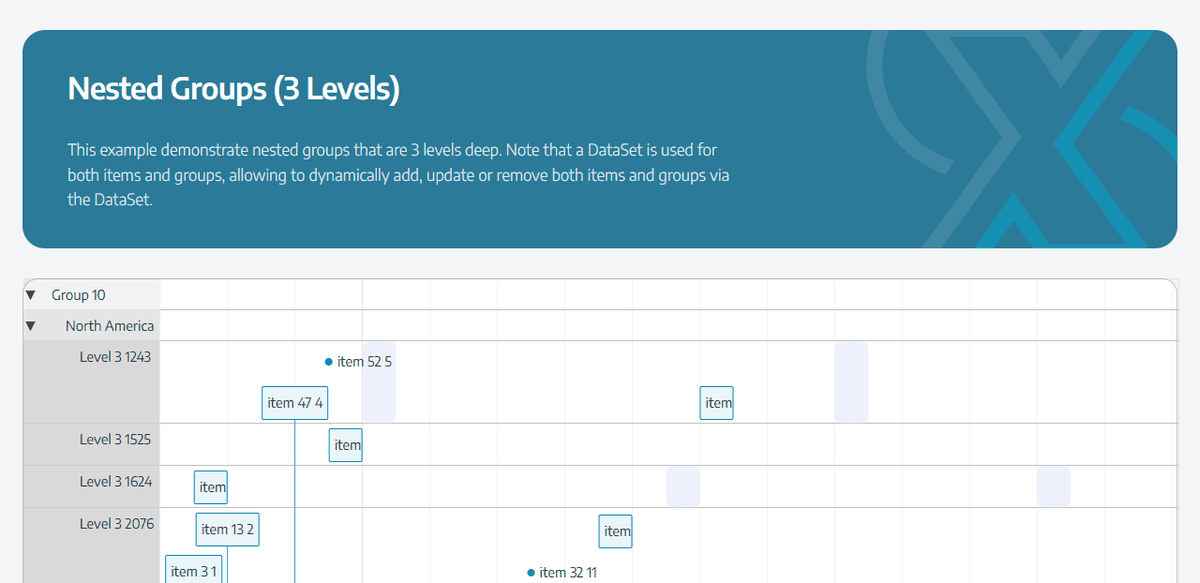 Nested Groups (3 Levels)
This example demonstrate nested groups that are 3 levels deep. Note that a DataSet is used for
both items and groups, allowing to dynamically add, update or remove both items and groups via
the DataSet.
▼ Group 10
▼ North America
Level 3 1243
item 52 5
item 47 4
item
Level 3 1525
item
Level 3 1624
item
Level 3 2076
item 13 2
item
item 3 1
item 32 11